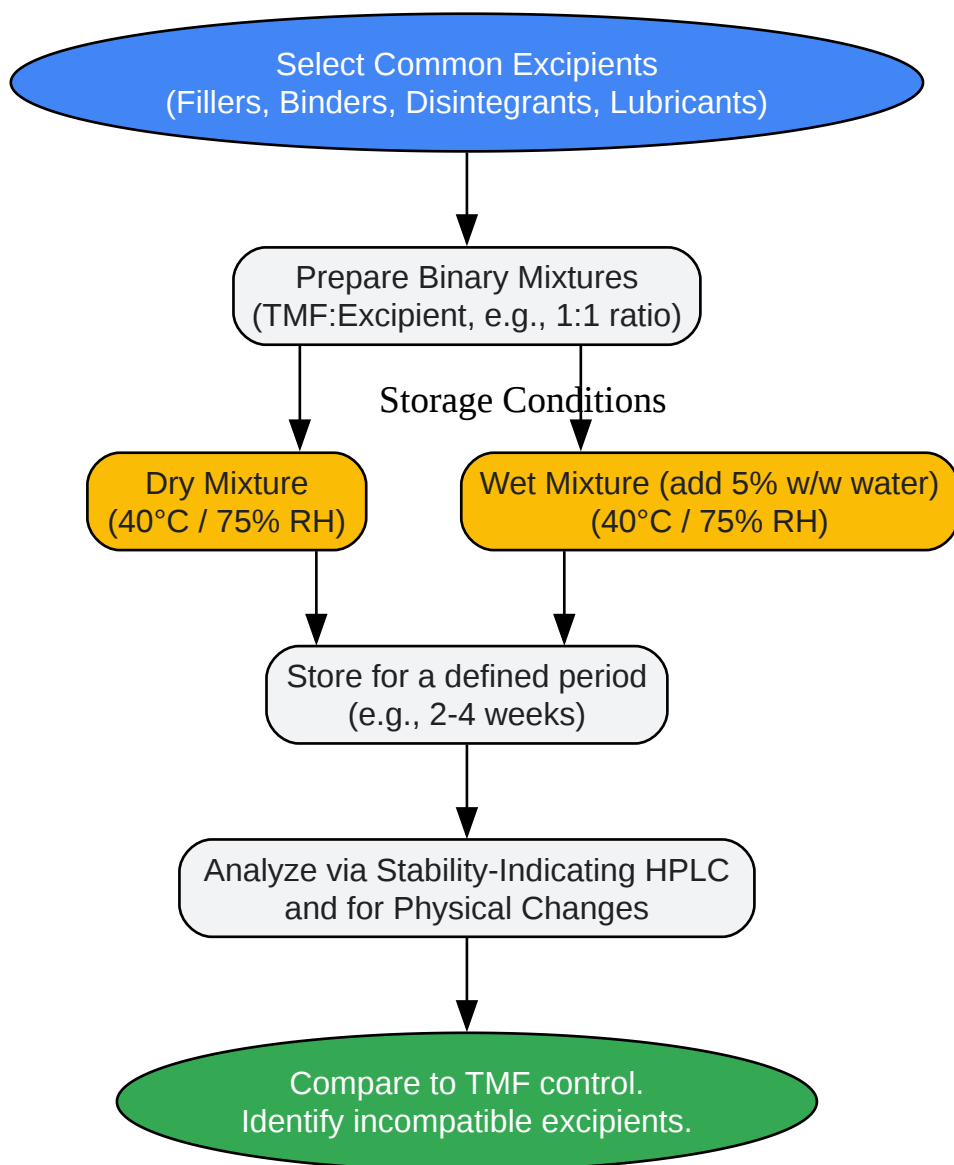 Select Common Excipients
(Fillers, Binders, Disintegrants, Lubricants)
Prepare Binary Mixtures
(TMF:Excipient, e.g., 1:1 ratio)
Storage Conditions
Dry Mixture
(40°C / 75% RH)
Wet Mixture (add 5% w/w water)
(40°C / 75% RH)
Store for a defined period
(e.g., 2-4 weeks)
Analyze via Stability-Indicating HPLC
and for Physical Changes
Compare to TMF control.
Identify incompatible excipients.